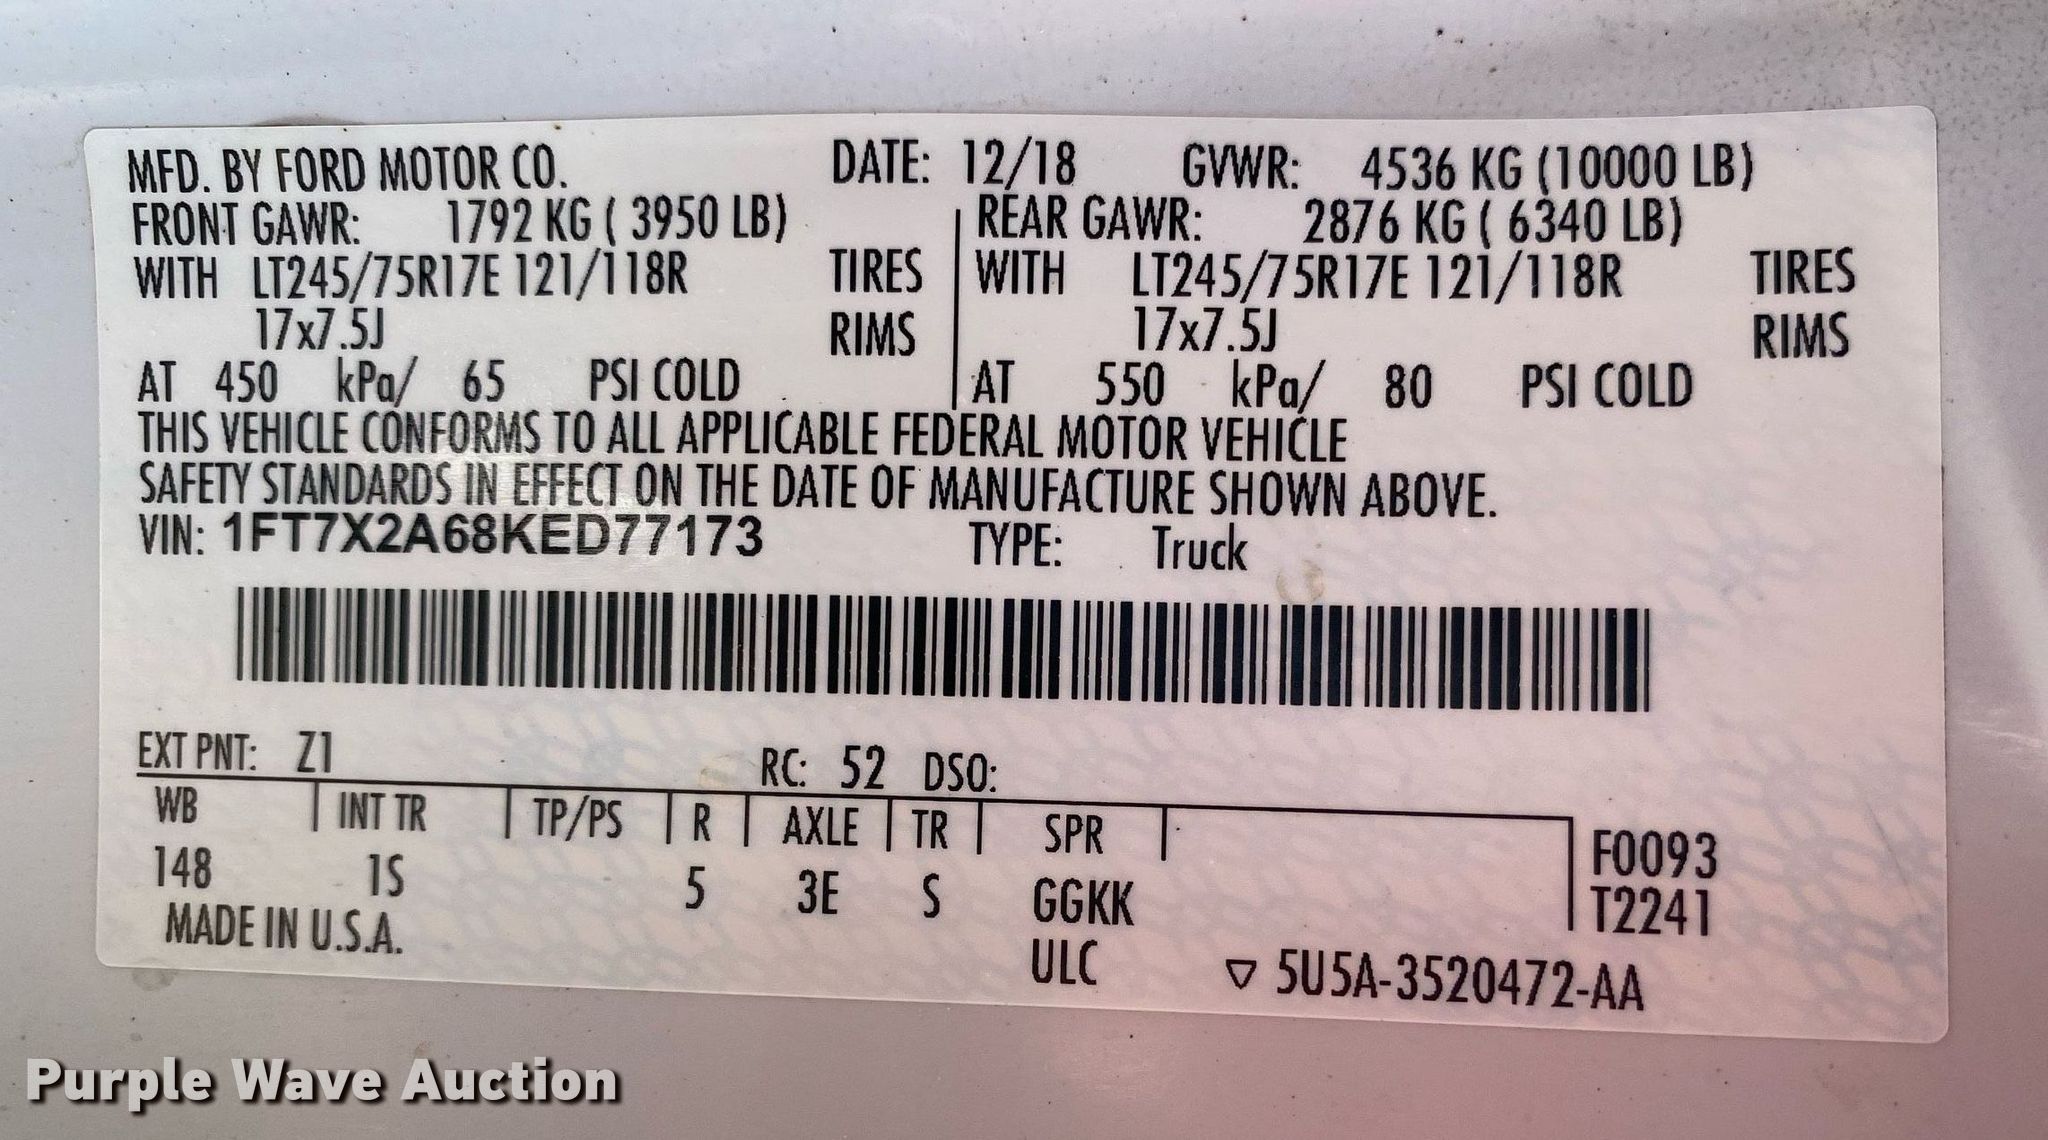 MFD. BY FORD MOTOR CO. DATE: 12/18 GVWR: 4536 KG (10000 LB)
FRONT GAWR: 1792 KG ( 3950 LB) REAR GAWR: 2876 KG ( 6340 LB)
WITH LT245/75R17E 121/118R TIRES WITH LT245/75R17E 121/118R TIRES
17x7.5J RIMS 17x7.5J RIMS
AT 450 kPa/ 65 PSI COLD AT 550 kPa/ 80 PSI COLD
THIS VEHICLE CONFORMS TO ALL APPLICABLE FEDERAL MOTOR VEHICLE
SAFETY STANDARDS IN EFFECT ON THE DATE OF MANUFACTURE SHOWN ABOVE.
VIN: 1FT7X2A68KED77173 TYPE: Truck
EXT PNT: Z1 RC: 52 DSO:
WB INT TR TP/PS R AXLE TR SPR F0093
148 1S 5 3E S GGKK T2241
MADE IN U.S.A. ULC ▽ 5U5A-3520472-AA
Purple Wave Auction